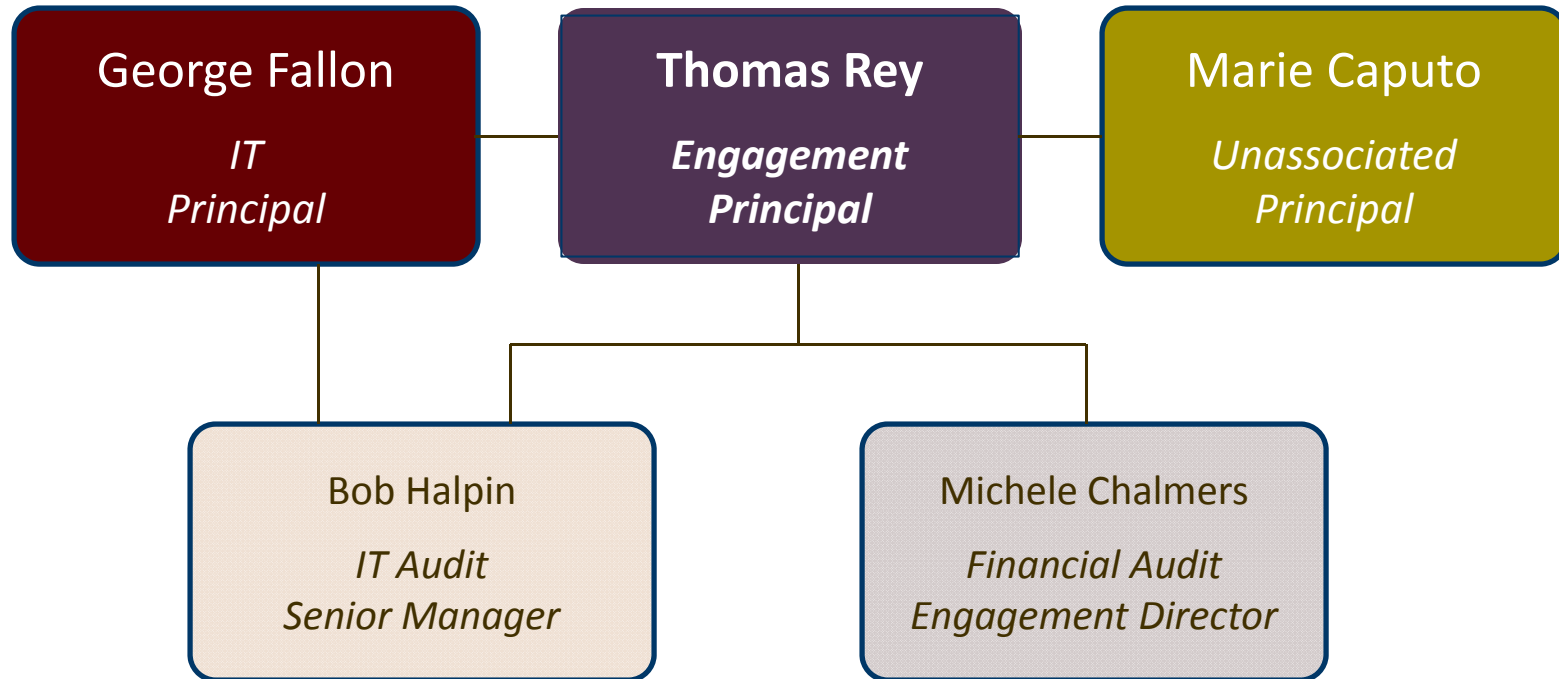 George Fallon
IT
Principal
Thomas Rey
Engagement
Principal
Marie Caputo
Unassociated
Principal
Bob Halpin
IT Audit
Senior Manager
Michele Chalmers
Financial Audit
Engagement Director